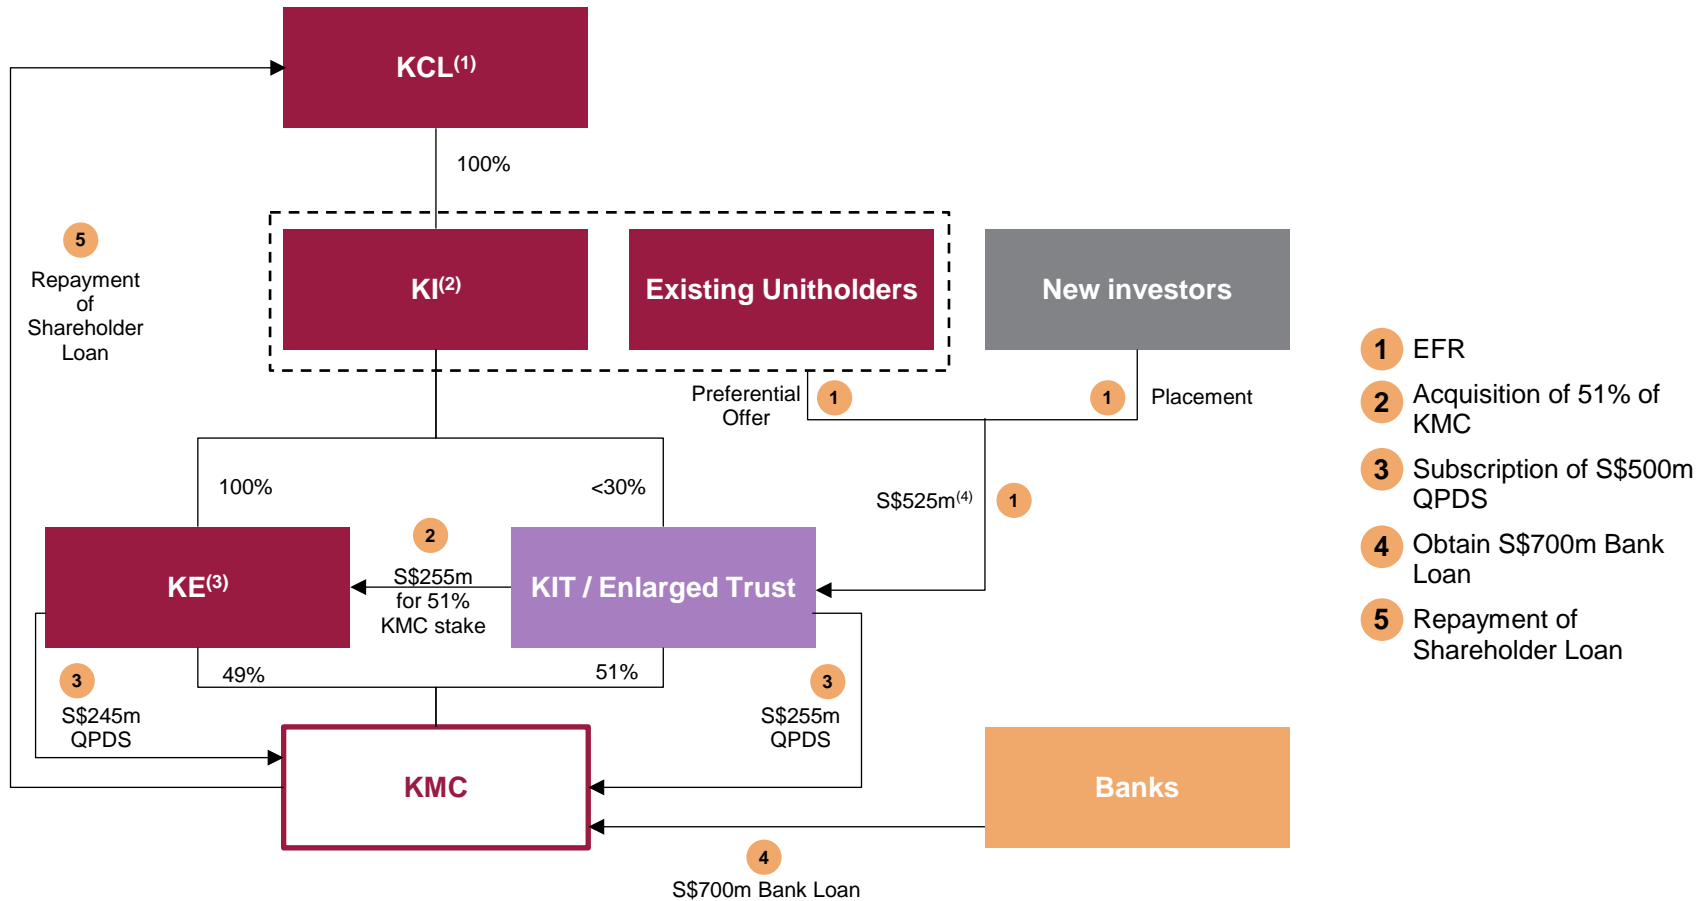 KCL(1)
100%
5
Repayment
of
Shareholder
Loan
KI(2)
Existing Unitholders
New investors
Preferential
Offer
1
1
Placement
100%
<30%
S$525m(4)
1
KE(3)
2
S$255m
for 51%
KMC stake
KIT / Enlarged Trust
49%
51%
3
S$245m
QPDS
3
S$255m
QPDS
KMC
Banks
4
S$700m Bank Loan
1 EFR
2 Acquisition of 51% of
KMC
3 Subscription of S$500m
QPDS
4 Obtain S$700m Bank
Loan
5 Repayment of
Shareholder Loan